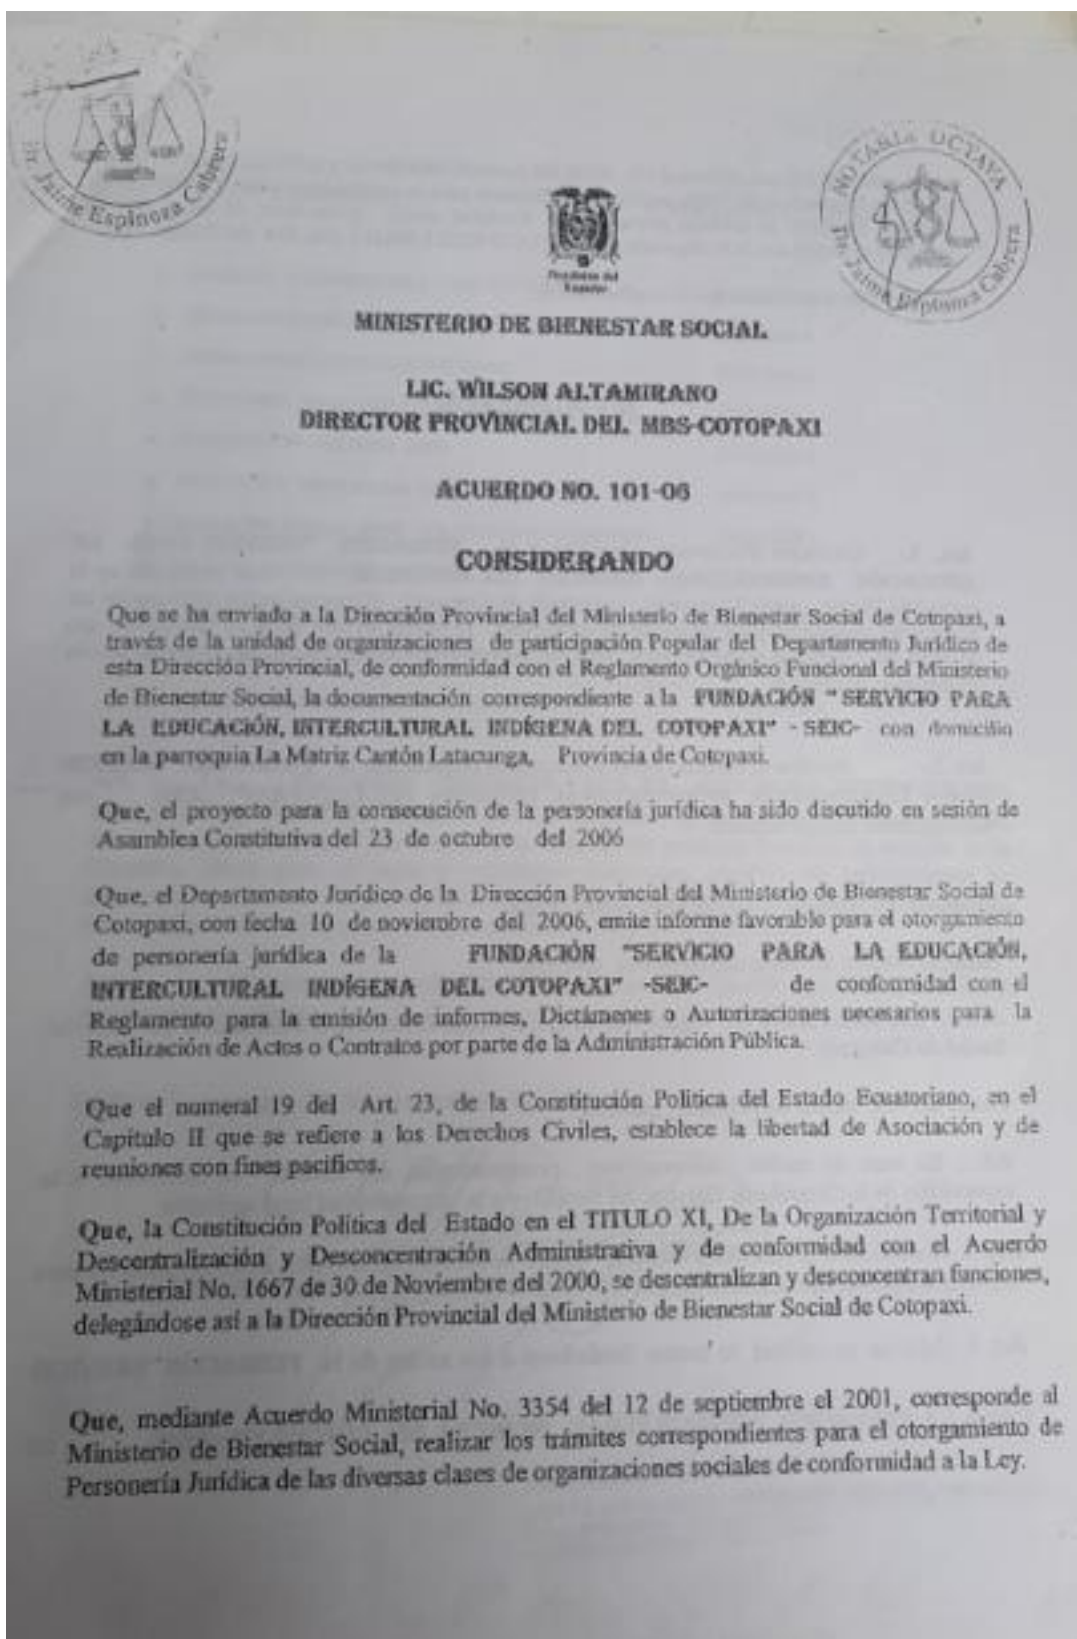 Dr. Jaime Espinoza Cabrera
NOTARIA OCTAVA
Dr. Jaime Espinoza Cabrera
República del
Ecuador
MINISTERIO DE BIENESTAR SOCIAL
LIC. WILSON ALTAMIRANO
DIRECTOR PROVINCIAL DEL MBS-COTOPAXI
ACUERDO NO. 101-06
CONSIDERANDO
Que se ha enviado a la Dirección Provincial del Ministerio de Bienestar Social de Cotopaxi, a
través de la unidad de organizaciones de participación Popular del Departamento Jurídico de
esta Dirección Provincial, de conformidad con el Reglamento Orgánico Funcional del Ministerio
de Bienestar Social, la documentación correspondiente a la FUNDACIÓN "SERVICIO PARA
LA EDUCACIÓN, INTERCULTURAL INDÍGENA DEL COTOPAXI" -SEIC- con domicilio
en la parroquia La Matriz Cantón Latacunga, Provincia de Cotopaxi.
Que, el proyecto para la consecución de la personería jurídica ha sido discutido en sesión de
Asamblea Constitutiva del 23 de octubre del 2006
Que, el Departamento Jurídico de la Dirección Provincial del Ministerio de Bienestar Social de
Cotopaxi, con fecha 10 de noviembre del 2006, emite informe favorable para el otorgamiento
de personería jurídica de la FUNDACIÓN "SERVICIO PARA LA EDUCACIÓN,
INTERCULTURAL INDÍGENA DEL COTOPAXI" -SEIC- de conformidad con el
Reglamento para la emisión de informes, Dictámenes o Autorizaciones necesarios para la
Realización de Actos o Contratos por parte de la Administración Pública.
Que el numeral 19 del Art. 23, de la Constitución Política del Estado Ecuatoriano, en el
Capitulo II que se refiere a los Derechos Civiles, establece la libertad de Asociación y de
reuniones con fines pacíficos.
Que, la Constitución Política del Estado en el TITULO XI, De la Organización Territorial y
Descentralización y Desconcentración Administrativa y de conformidad con el Acuerdo
Ministerial No. 1667 de 30 de Noviembre del 2000, se descentralizan y desconcentran funciones,
delegándose así a la Dirección Provincial del Ministerio de Bienestar Social de Cotopaxi.
Que, mediante Acuerdo Ministerial No. 3354 del 12 de septiembre el 2001, corresponde al
Ministerio de Bienestar Social, realizar los trámites correspondientes para el otorgamiento de
Personería Jurídica de las diversas clases de organizaciones sociales de conformidad a la Ley.